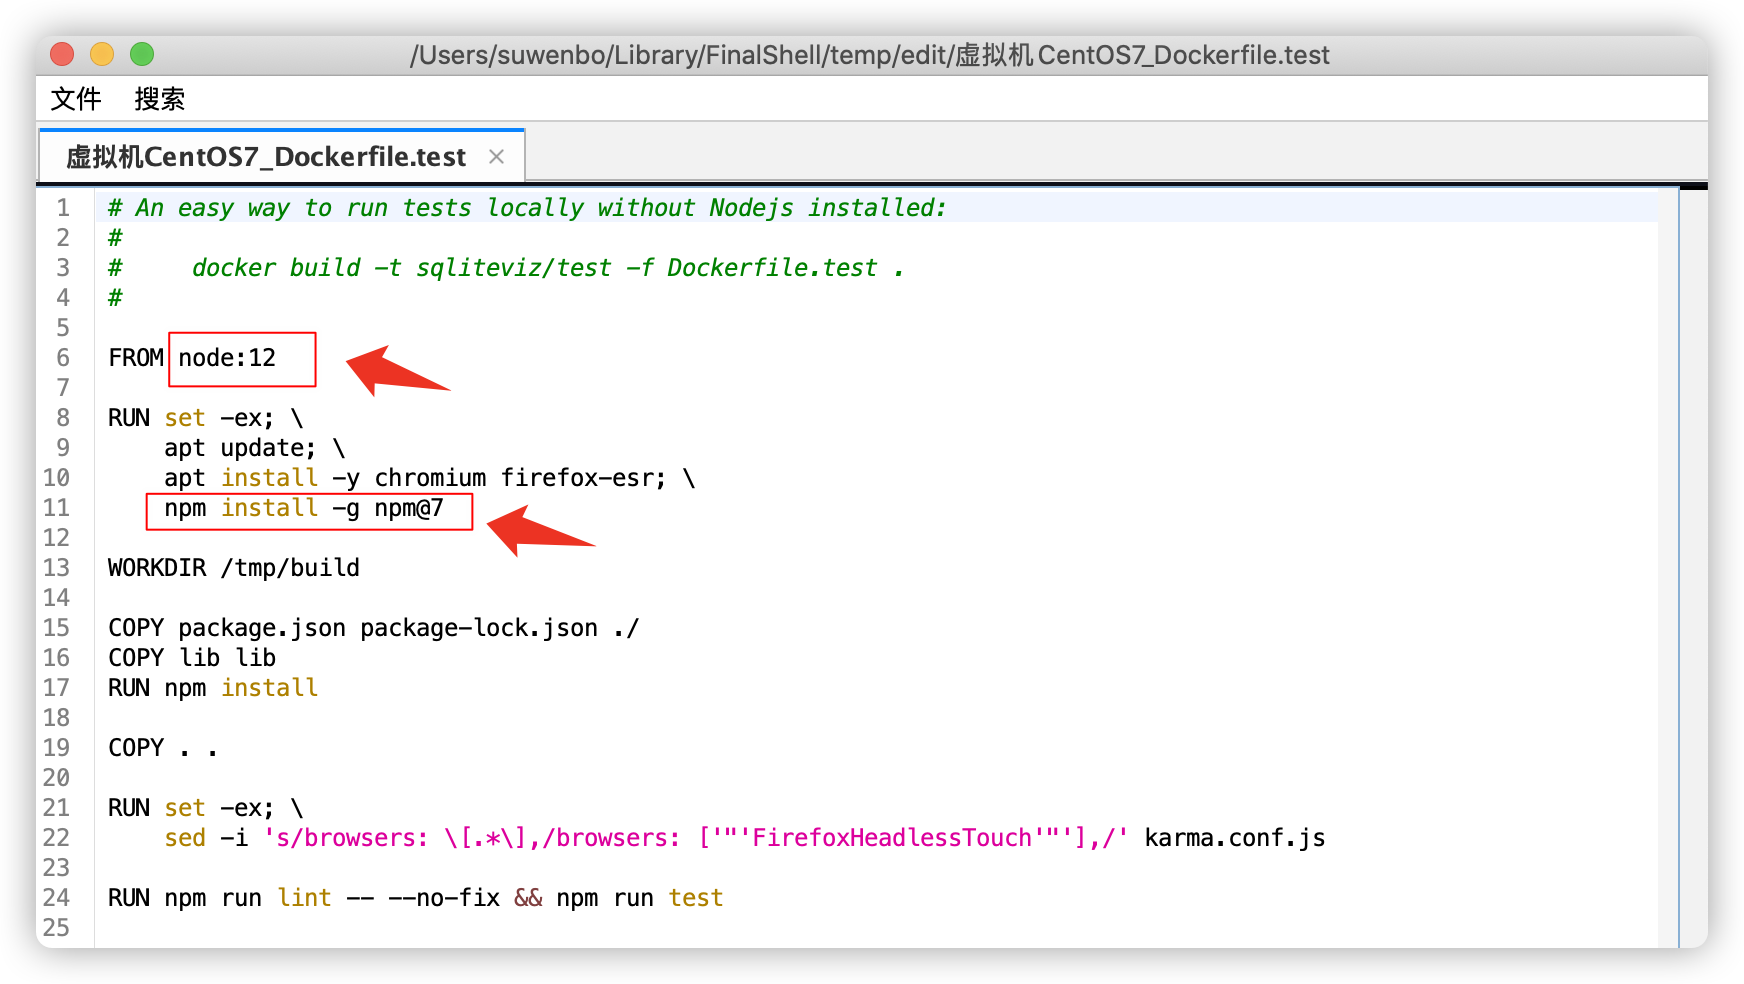 /Users/suwenbo/Library/FinalShell/temp/edit/虚拟机CentOS7_Dockerfile.test
文件 搜索
虚拟机CentOS7_Dockerfile.test ×
1 # An easy way to run tests locally without Nodejs installed:
2 #
3 #     docker build -t sqliteviz/test -f Dockerfile.test .
4 #
5
6 FROM node:12
7
8 RUN set -ex; \
9     apt update; \
10     apt install -y chromium firefox-esr; \
11     npm install -g npm@7
12
13 WORKDIR /tmp/build
14
15 COPY package.json package-lock.json ./
16 COPY lib lib
17 RUN npm install
18
19 COPY . .
20
21 RUN set -ex; \
22     sed -i 's/browsers: \[.*\],/browsers: ['"'FirefoxHeadlessTouch'"'],/' karma.conf.js
23
24 RUN npm run lint -- --no-fix && npm run test
25